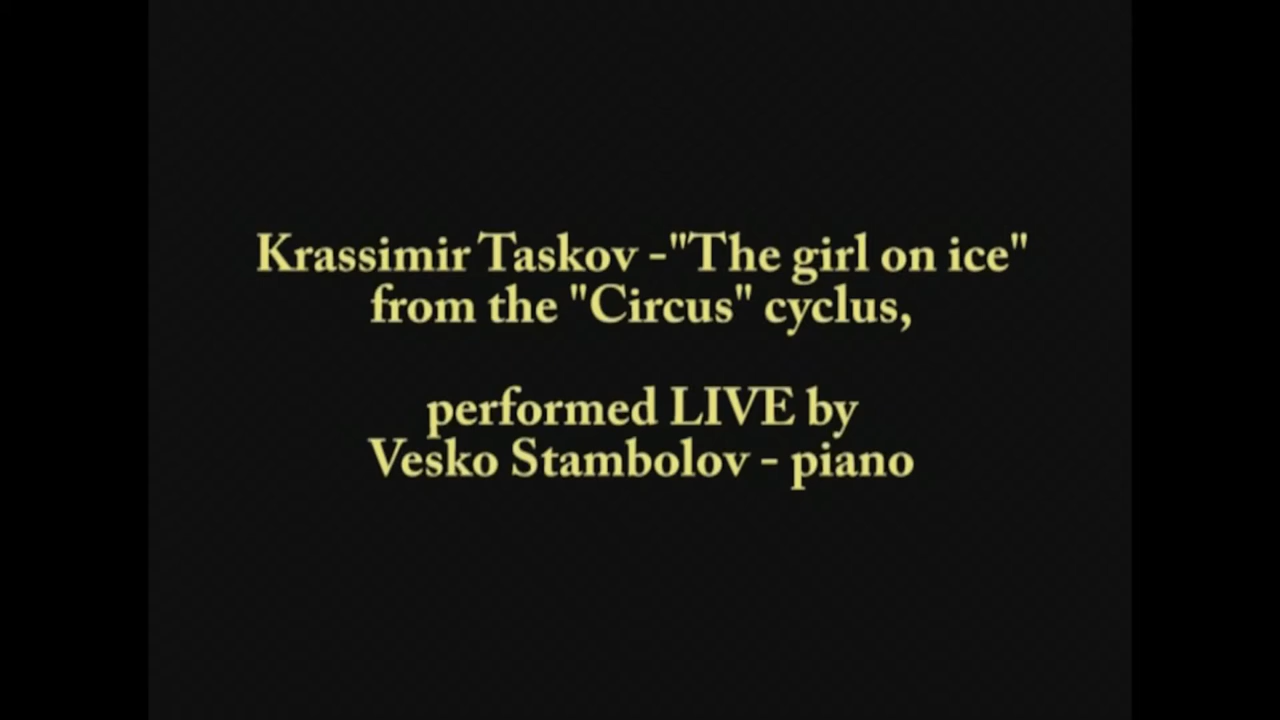 Krassimir Taskov -"The girl on ice"
from the "Circus" cyclus,
performed LIVE by
Vesko Stambolov - piano